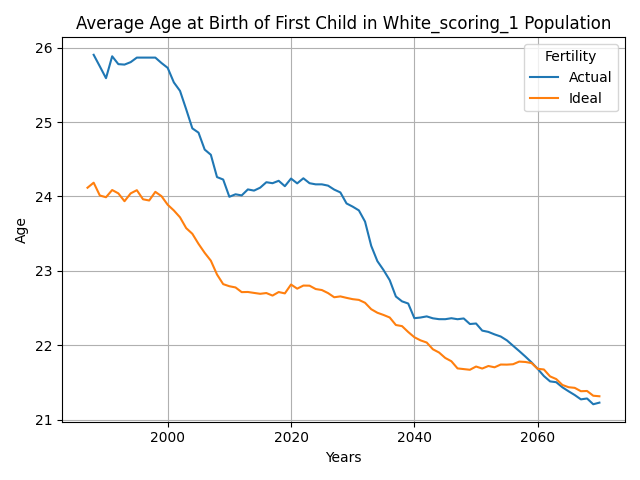 Average Age at Birth of First Child in White_scoring_1 Population
Fertility
Actual
Ideal
Age
26
25
24
23
22
21
2000 2020 2040 2060
Years